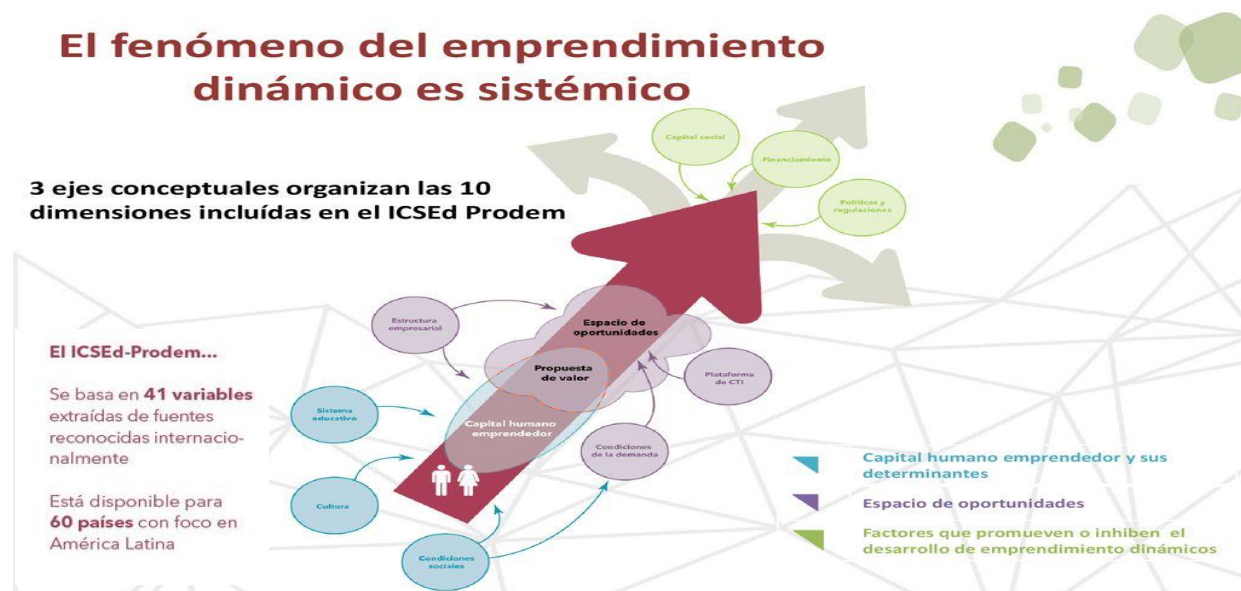 El fenómeno del emprendimiento
dinámico es sistémico
3 ejes conceptuales organizan las 10
dimensiones incluídas en el ICSEd Prodem
Capital social
Financiamiento
Políticas y
regulaciones
Estructura
empresarial
Espacio de
oportunidades
Propuesta
de valor
Plataforma
de CTI
Sistema
educativo
Capital humano
emprendedor
Condiciones
de la demanda
Cultura
Condiciones
sociales
El ICSEd-Prodem...
Se basa en 41 variables
extraídas de fuentes
reconocidas internacio-
nalmente
Está disponible para
60 países con foco en
América Latina
Capital humano emprendedor y sus
determinantes
Espacio de oportunidades
Factores que promueven o inhiben el
desarrollo de emprendimiento dinámicos